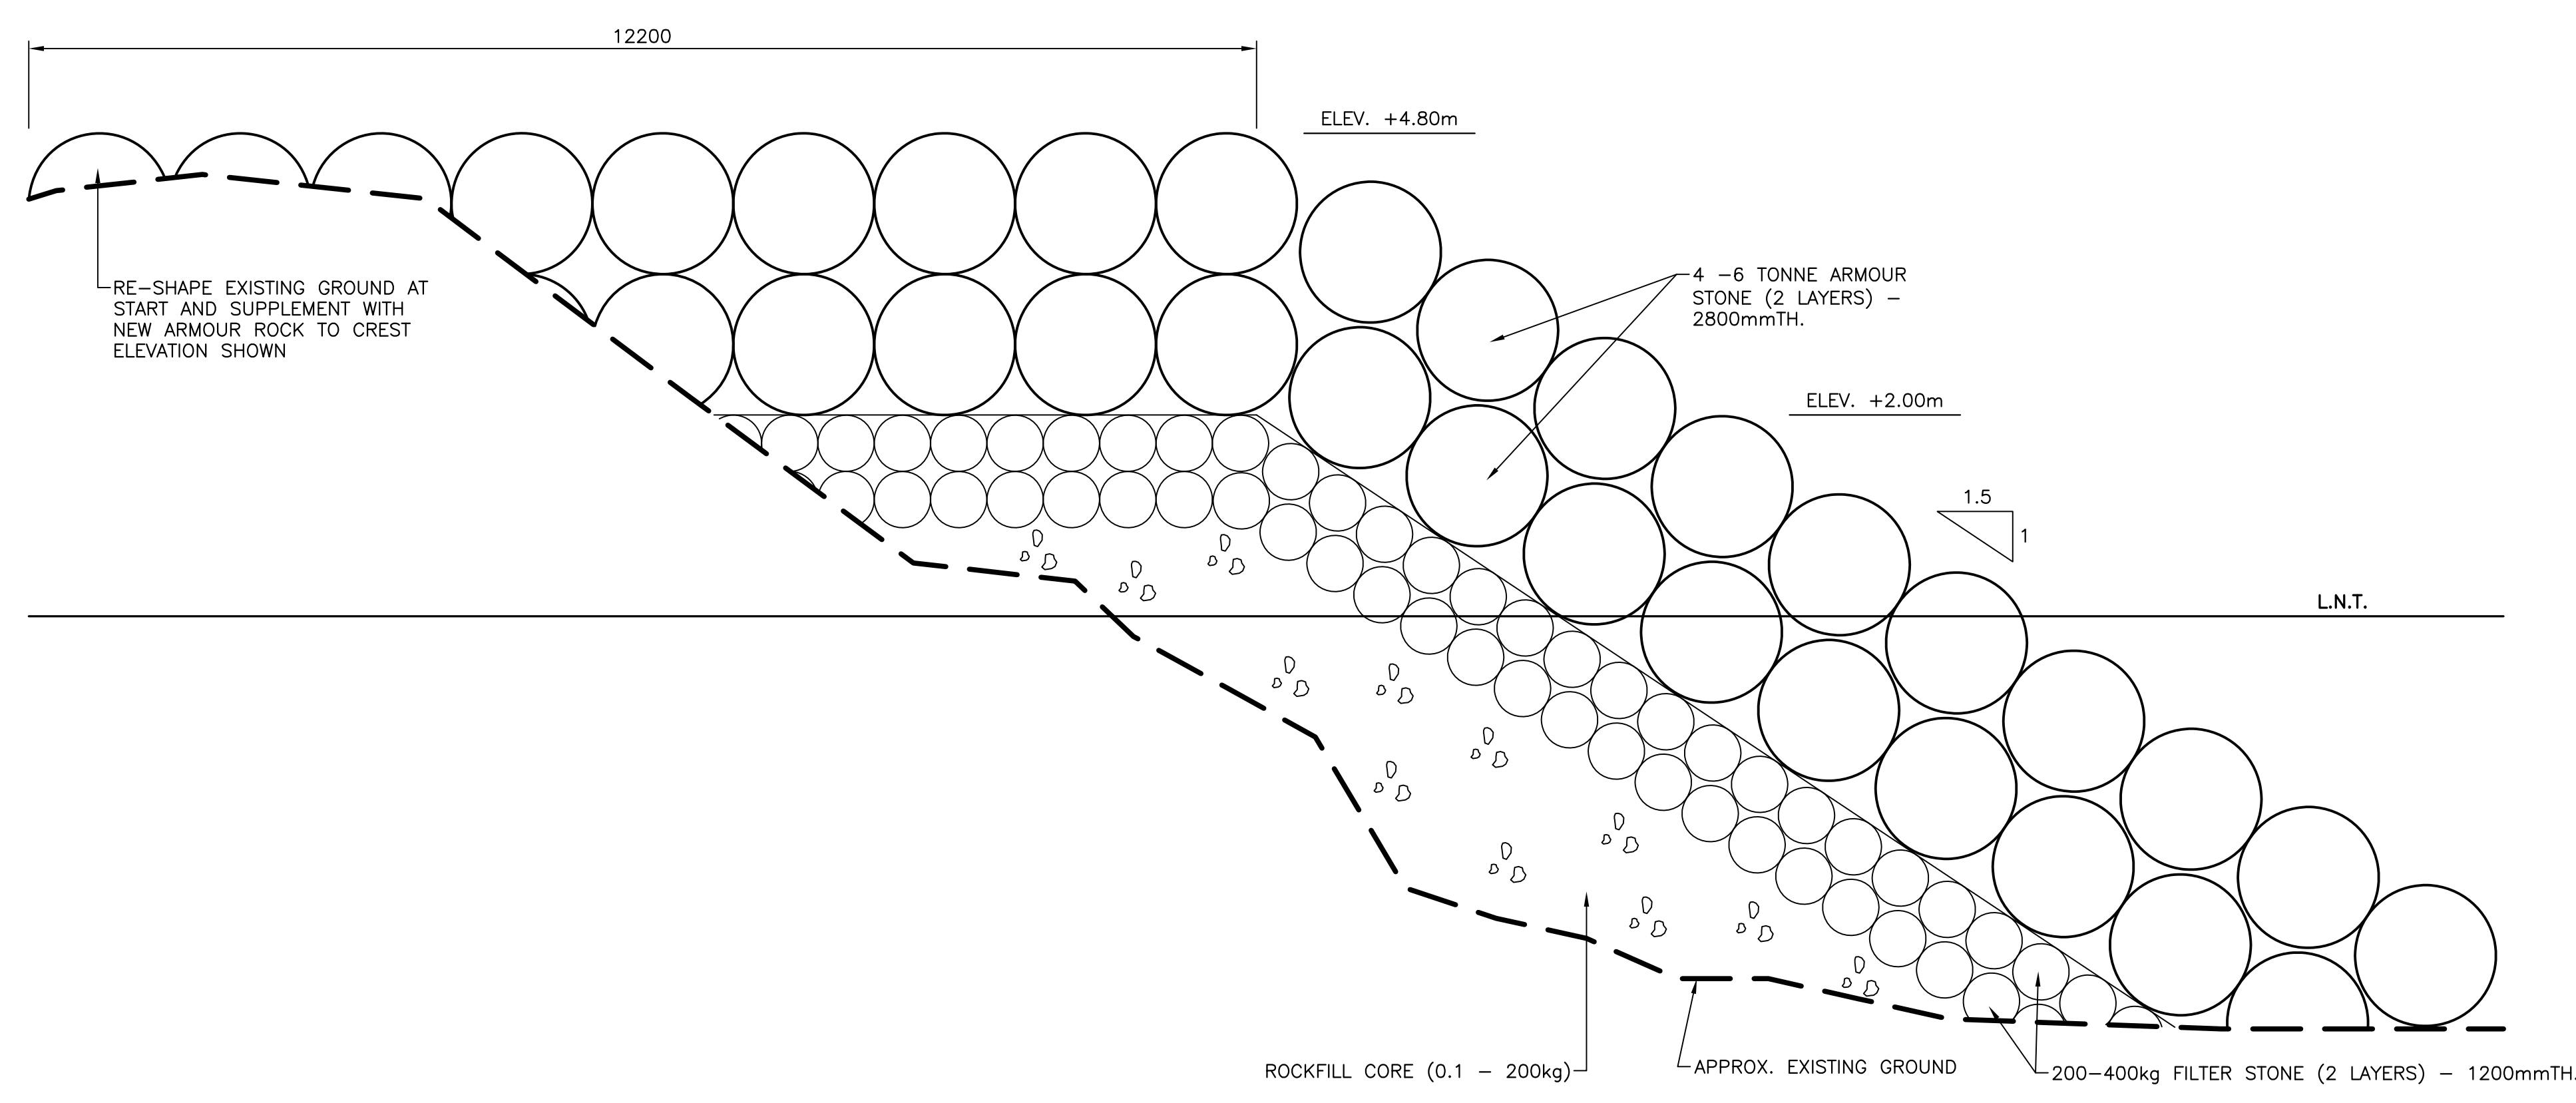 12200
ELEV. +4.80m
RE-SHAPE EXISTING GROUND AT
START AND SUPPLEMENT WITH
NEW ARMOUR ROCK TO CREST
ELEVATION SHOWN
4 -6 TONNE ARMOUR
STONE (2 LAYERS) -
2800mmTH.
ELEV. +2.00m
1.5
1
L.N.T.
ROCKFILL CORE (0.1 - 200kg)
APPROX. EXISTING GROUND
200-400kg FILTER STONE (2 LAYERS) - 1200mmTH.